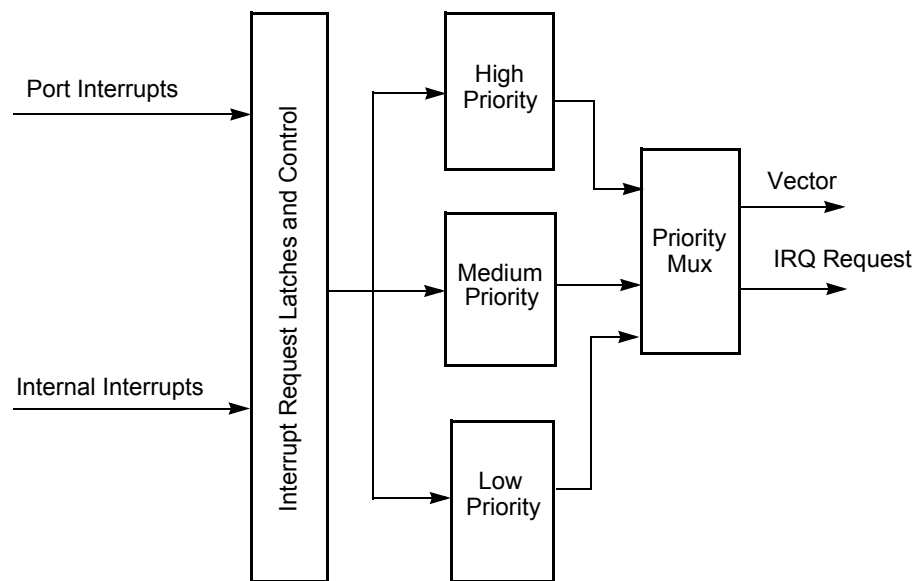 Port Interrupts
Internal Interrupts
Interrupt Request Latches and Control
High
Priority
Medium
Priority
Low
Priority
Priority
Mux
Vector
IRQ Request